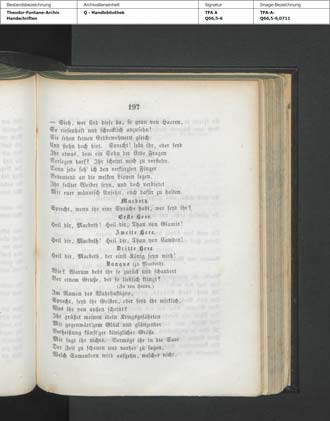 Bestandsbezeichnung
Theodor-Fontane-Archiv
Handschriften
Archivalieneinheit
Q - Handbibliothek
Signatur
TFA A
Q66,5-6
Image-Bezeichnung
TFA-A-
Q66,5-6,0711
197
— Sieh, wer sind diese da, so grau von Haaren,
So riesenhaft und schrecklich anzusehn!
Sie sehen keinen Erdbewohnern gleich
Und stehn doch hier. Sprecht! lebt ihr, oder seyd
Ihr etwas, dem ein Sohn der Erde Fragen
Vorlegen darf? Ihr scheint mich zu verstehn,
Denn jede seh' ich den verkürzten Finger
Bedeutend an die welken Lippen legen.
Ihr solltet Weiber seyn, und doch verbietet
Mir euer männisch Ansehn, euch dafür zu halten.
Macbeth.
Sprecht, wenn ihr eine Sprache habt, wer seyd ihr?
Erste Hexe.
Heil dir, Macbeth! Heil dir, Than von Glamis!
Zweite Hexe.
Heil dir, Macbeth! Heil dir, Than von Cawdor!
Dritte Hexe.
Heil dir, Macbeth, der einst König seyn wird!
Banquo (zu Macbeth).
Wie? Warum bebt ihr so zurück und schaudert
Vor einem Gruße, der so lieblich klingt?
(Zu den Hexen.)
Im Namen des Wahrhaftigen,
Sprecht, seyd ihr Geister, oder seyd ihr wirklich,
Was ihr von außen scheint?
Ihr grüßet meinen edeln Kriegsgefährten
Mit gegenwärtigem Glück und glänzender
Verheißung künft'ger königlicher Größe.
Mir sagt ihr nichts. Vermögt ihr in die Saat
Der Zeit zu schauen und vorher zu sagen,
Welch Samenkorn wird aufgehn, welches nicht,